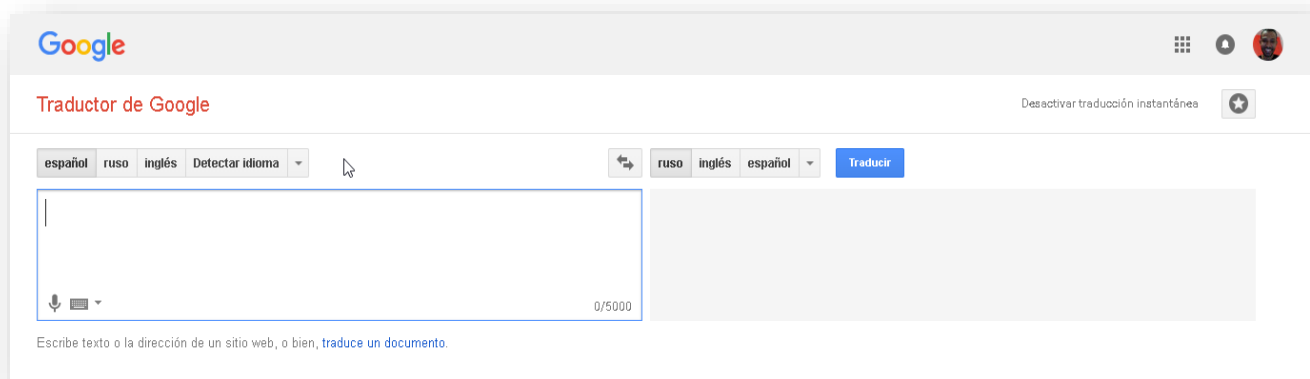 Google
Traductor de Google
Desactivar traducción instantánea
español ruso inglés Detectar idioma
ruso inglés español Traducir
0/5000
Escribe texto o la dirección de un sitio web, o bien, traduce un documento.